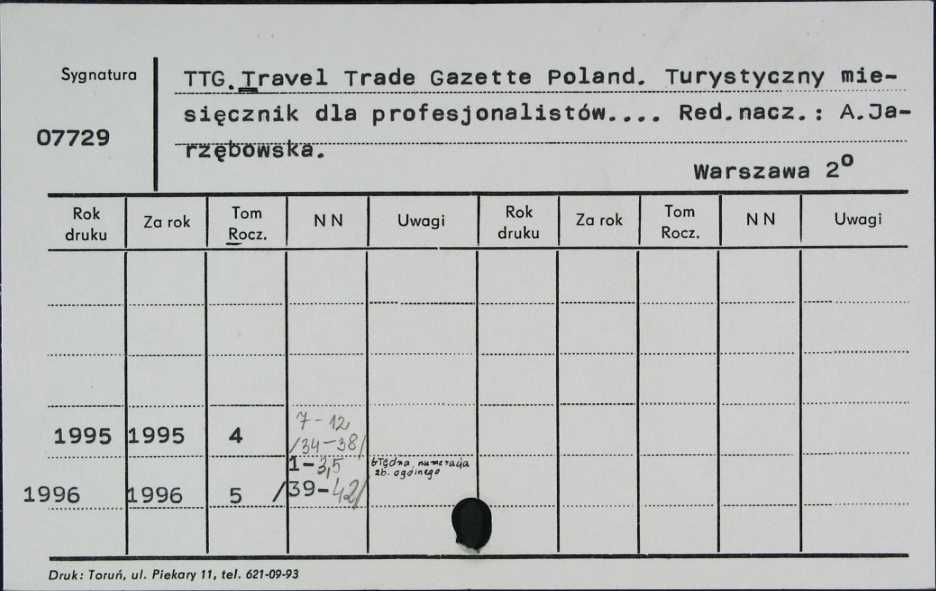 Sygnatura
TTG.Travel Trade Gazette Poland. Turystyczny mie-
sięcznik dla profesjonalistów.... Red.nacz.: A.Ja-
07729
rzębowska.
Warszawa 2°
Rok druku Za rok Tom Rocz. N N Uwagi Rok druku Za rok Tom Rocz. N N Uwagi
7-12
1995 1995 4 /34-38/
1-3,5 błędna numeracja
zb. ogólnego
1996 1996 5 /39-42/
Druk: Toruń, ul. Piekary 11, tel. 621-09-93